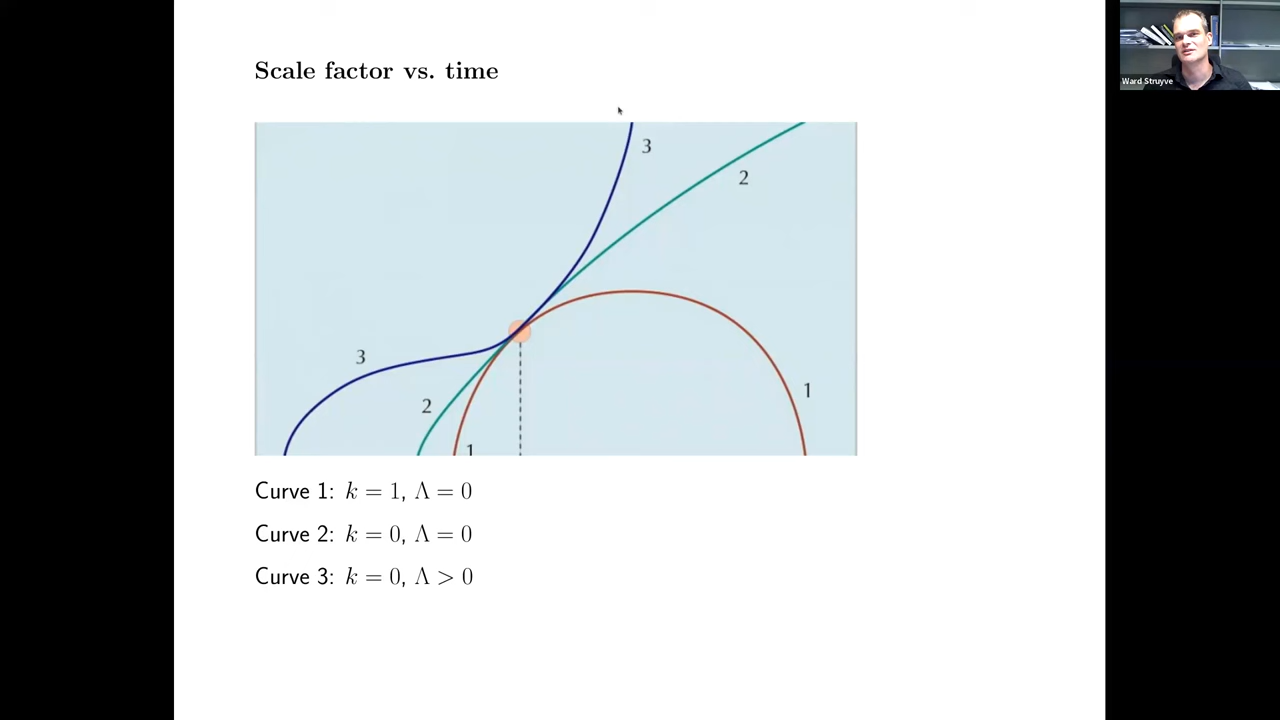 Scale factor vs. time
Ward Struyve
3
2
3
2
1
1
Curve 1: k = 1, Λ = 0
Curve 2: k = 0, Λ = 0
Curve 3: k = 0, Λ > 0